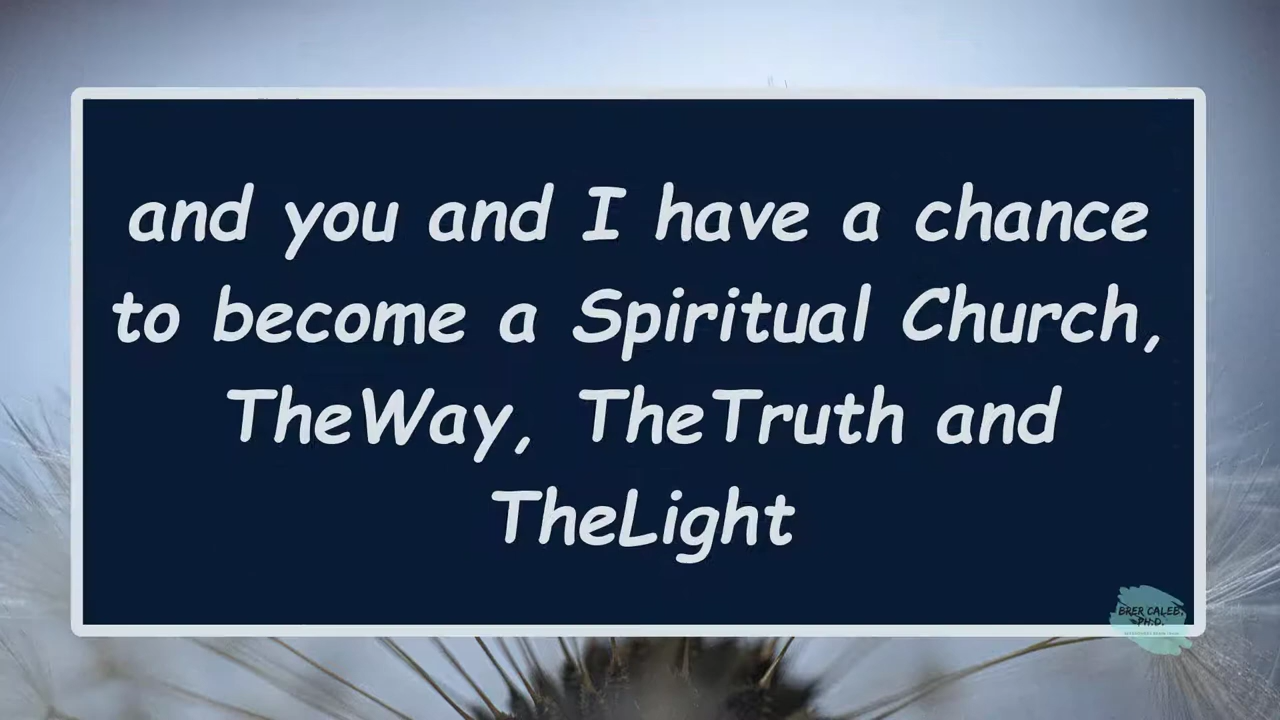 and you and I have a chance
to become a Spiritual Church,
TheWay, TheTruth and
TheLight
BRER CALEB,
PH.D.